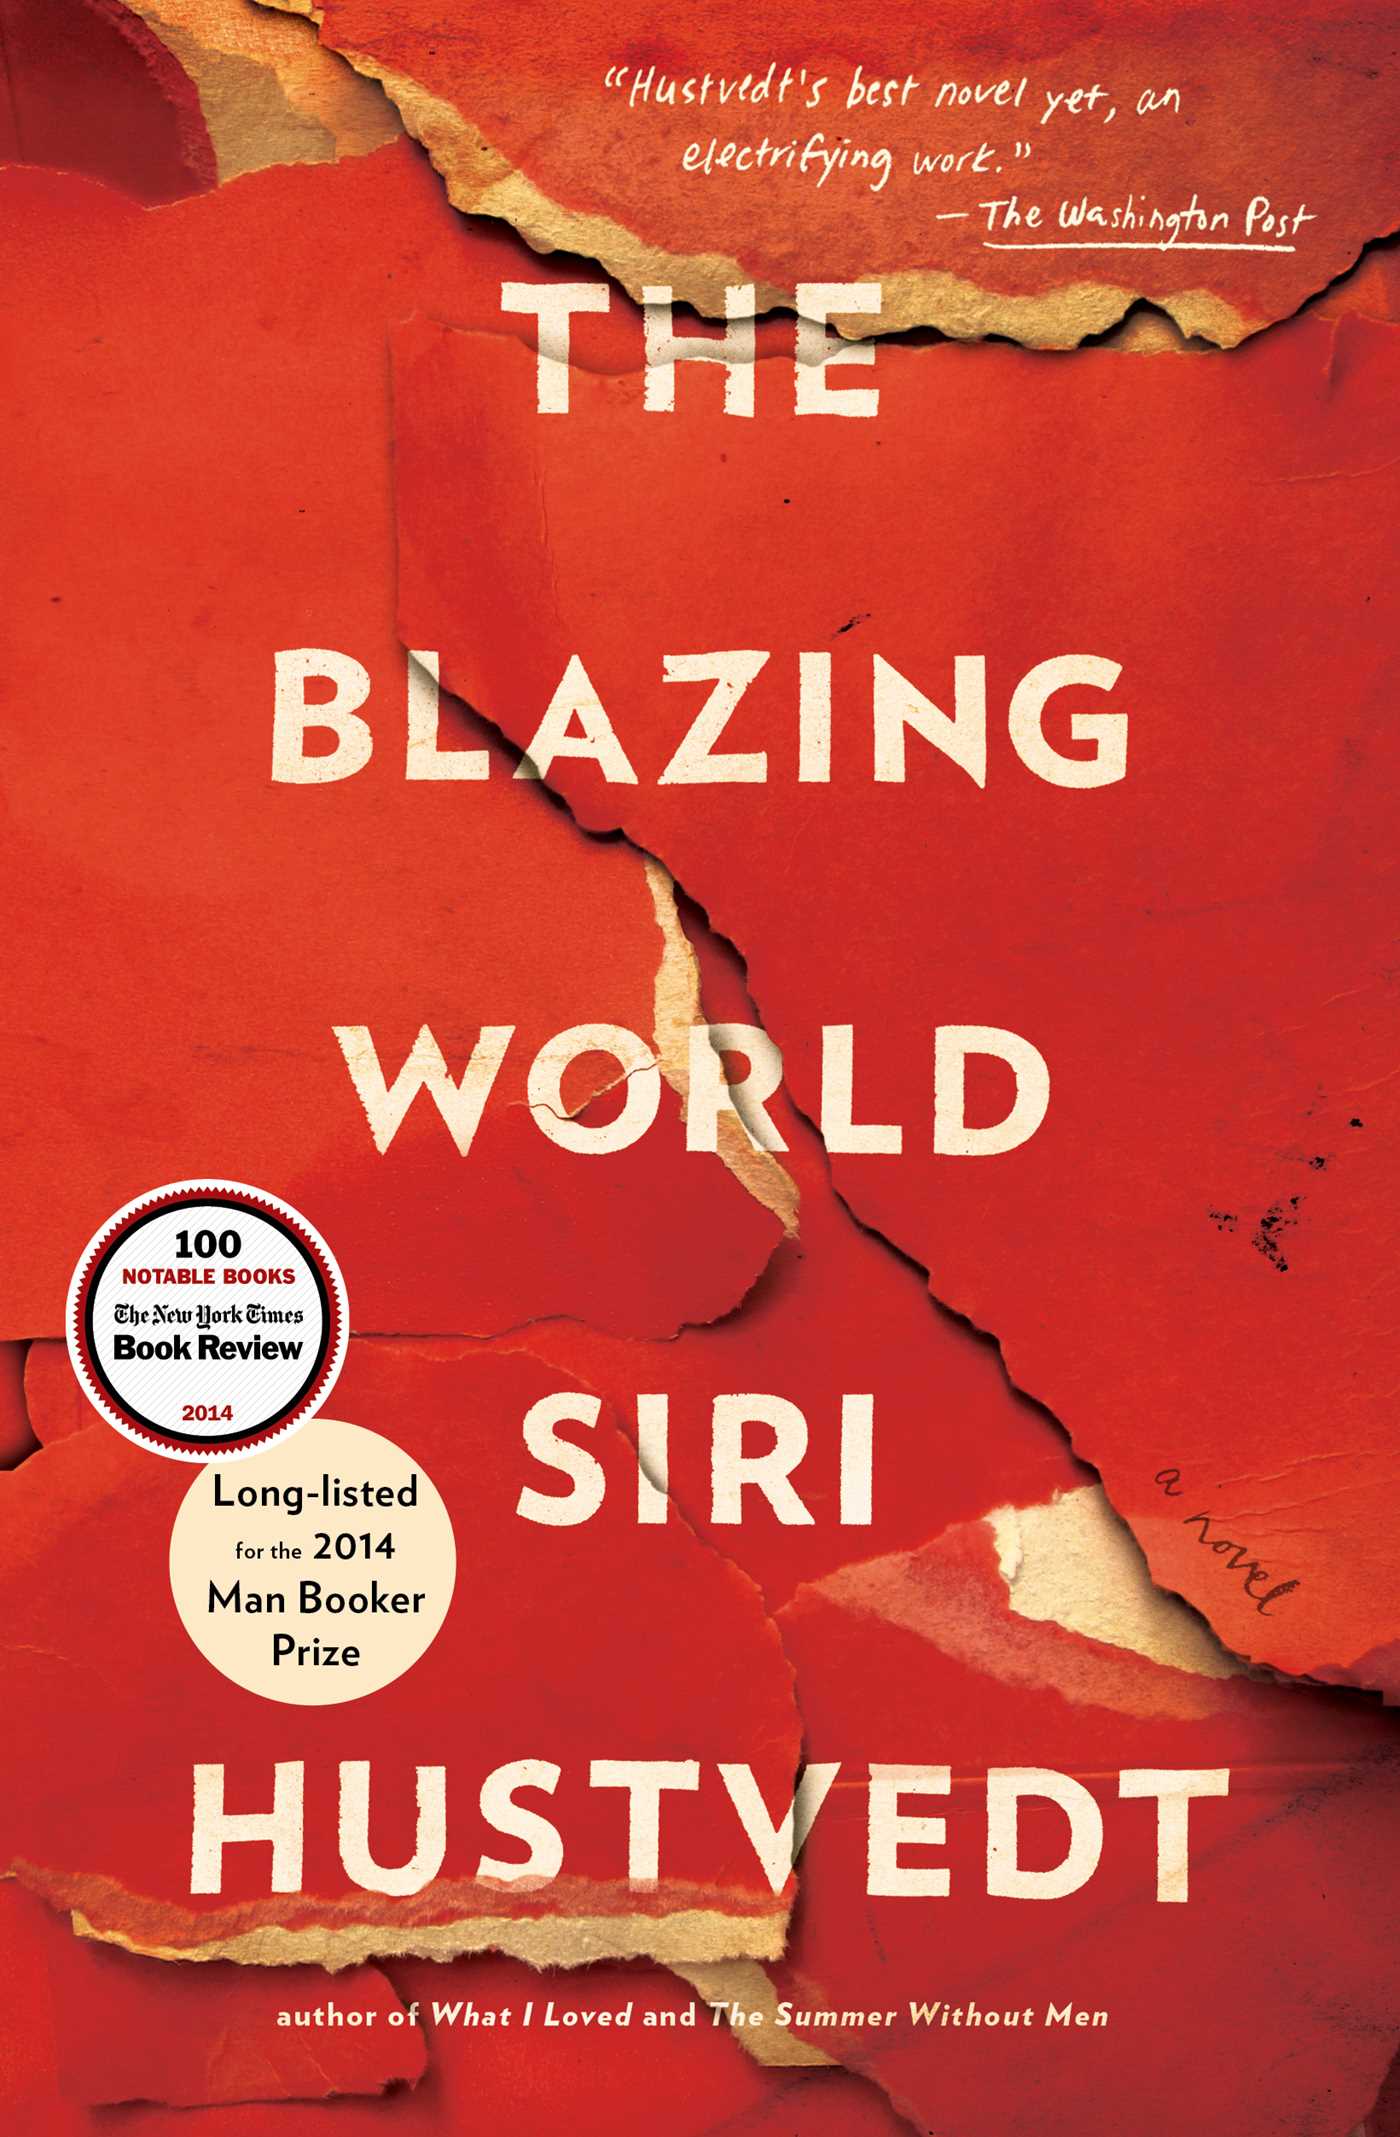 “Hustvedt's best novel yet, an
electrifying work.”
— The Washington Post
THE
BLAZING
WORLD
100
NOTABLE BOOKS
The New York Times
Book Review
2014
Long-listed
for the 2014
Man Booker
Prize
SIRI
a novel
HUSTVEDT
author of What I Loved and The Summer Without Men